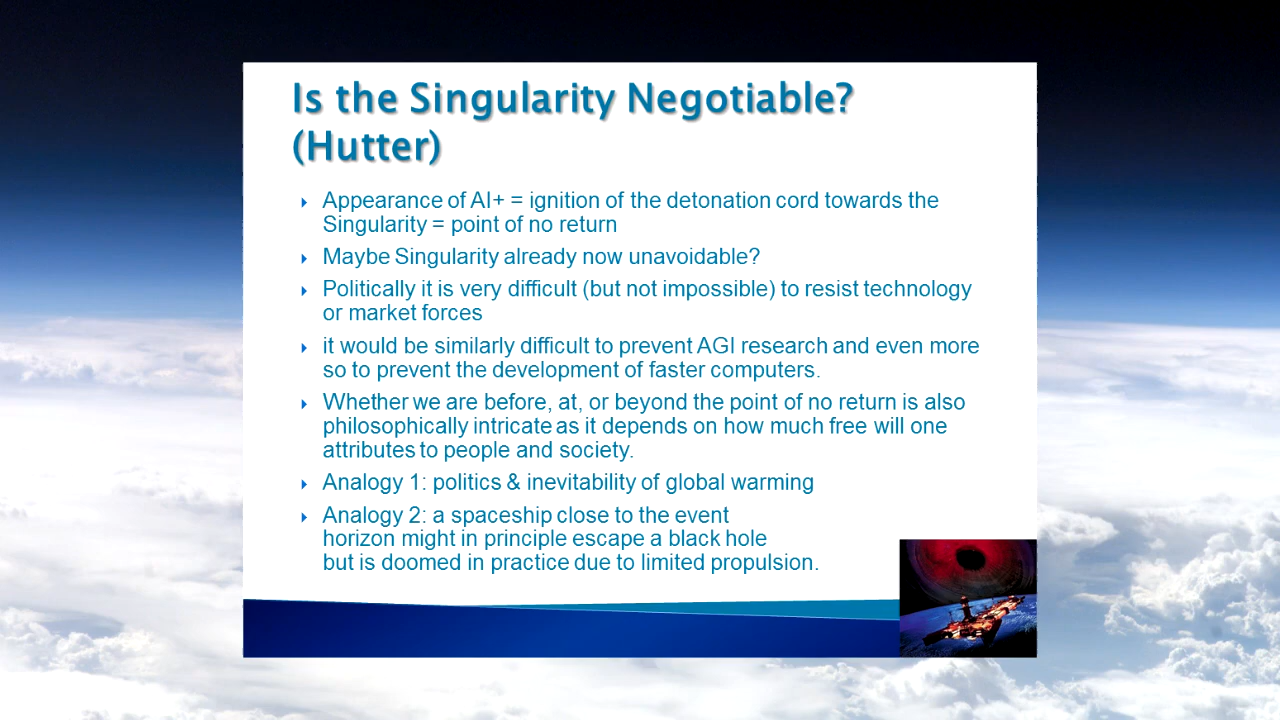 Is the Singularity Negotiable?
(Hutter)
Appearance of AI+ = ignition of the detonation cord towards the
Singularity = point of no return
Maybe Singularity already now unavoidable?
Politically it is very difficult (but not impossible) to resist technology
or market forces
it would be similarly difficult to prevent AGI research and even more
so to prevent the development of faster computers.
Whether we are before, at, or beyond the point of no return is also
philosophically intricate as it depends on how much free will one
attributes to people and society.
Analogy 1: politics & inevitability of global warming
Analogy 2: a spaceship close to the event
horizon might in principle escape a black hole
but is doomed in practice due to limited propulsion.